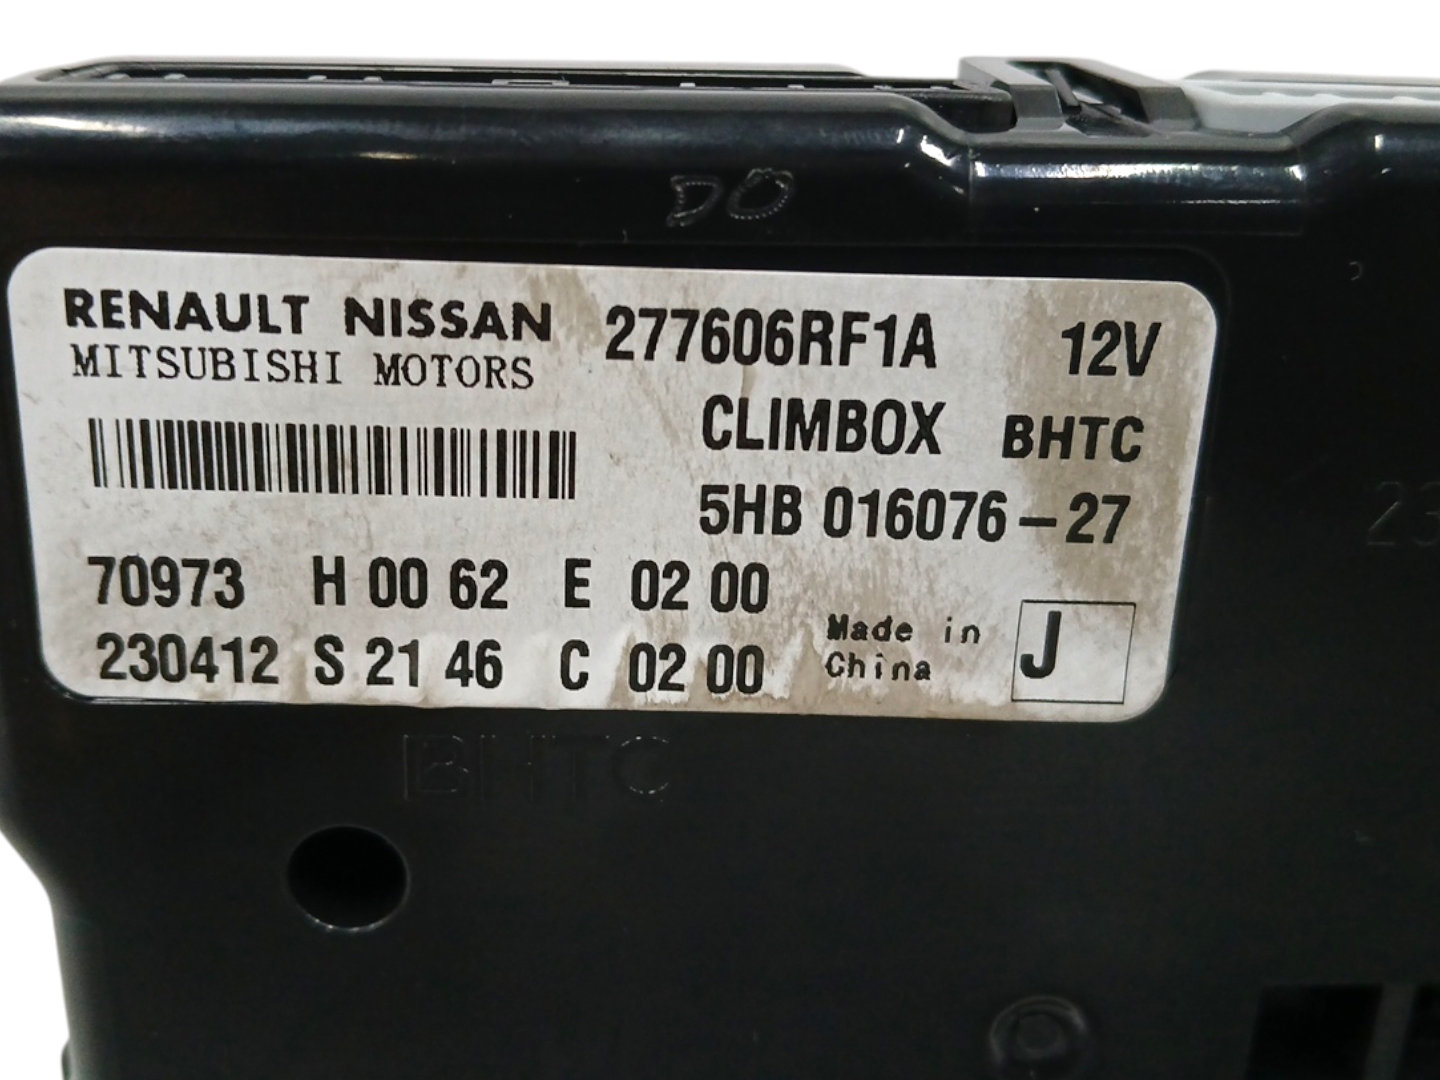 DO
RENAULT NISSAN 277606RF1A 12V
MITSUBISHI MOTORS
CLIMBOX BHTC
5HB 016076-27
70973 H 00 62 E 02 00
230412 S 21 46 C 02 00
Made in
China
J
BHTC
23